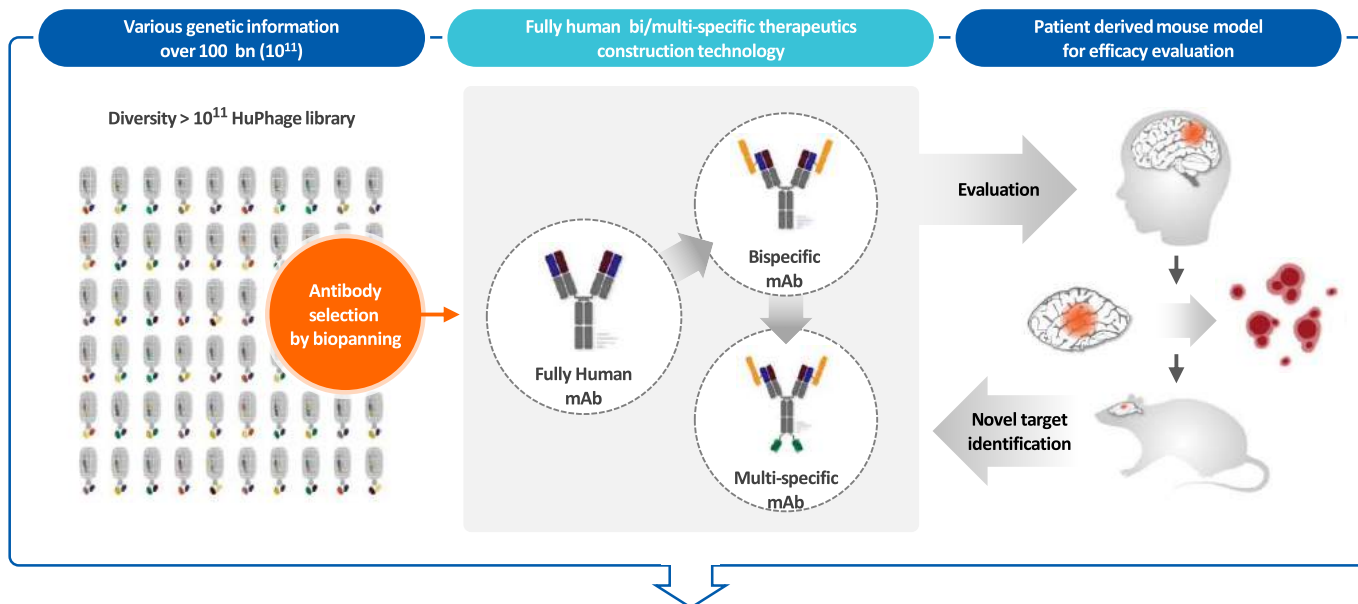 Various genetic information
over 100 bn (10¹¹)
Fully human bi/multi-specific therapeutics
construction technology
Patient derived mouse model
for efficacy evaluation
Diversity > 10¹¹ HuPhage library
Antibody
selection
by biopanning
Fully Human
mAb
Bispecific
mAb
Multi-specific
mAb
Evaluation
Novel target
identification